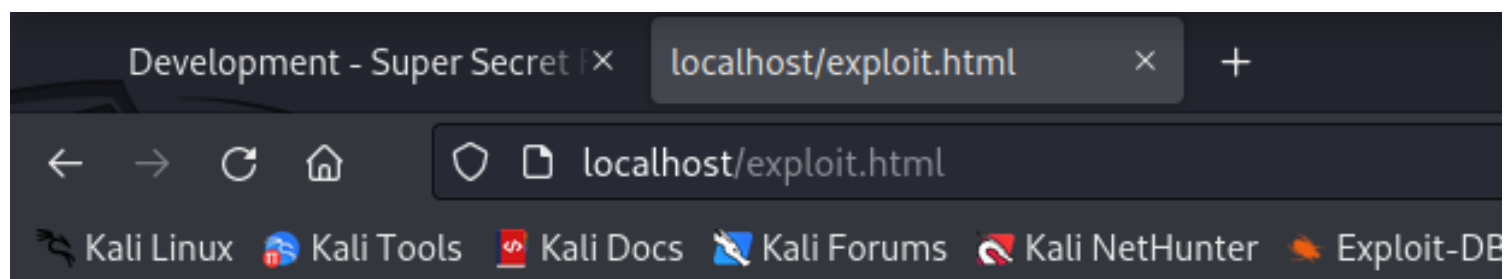 Development - Super Secret localhost/exploit.html
localhost/exploit.html
Kali Linux Kali Tools Kali Docs Kali Forums Kali NetHunter Exploit-DB